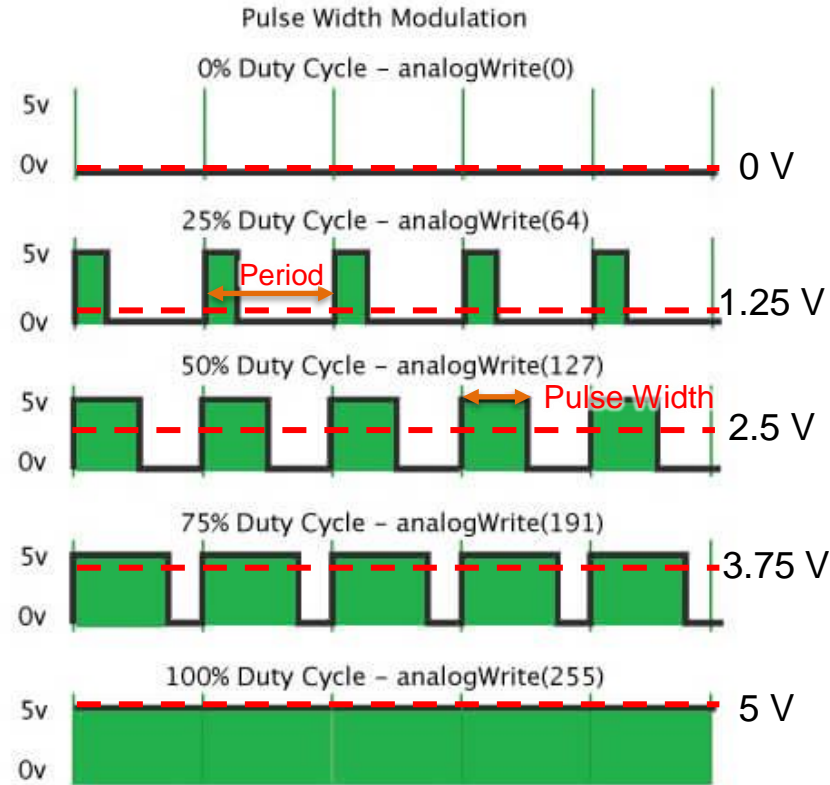 Pulse Width Modulation
0% Duty Cycle – analogWrite(0)
5v
0v
0 V
25% Duty Cycle – analogWrite(64)
5v
Period
1.25 V
0v
50% Duty Cycle – analogWrite(127)
5v
Pulse Width
2.5 V
0v
75% Duty Cycle – analogWrite(191)
5v
3.75 V
0v
100% Duty Cycle – analogWrite(255)
5v
5 V
0v